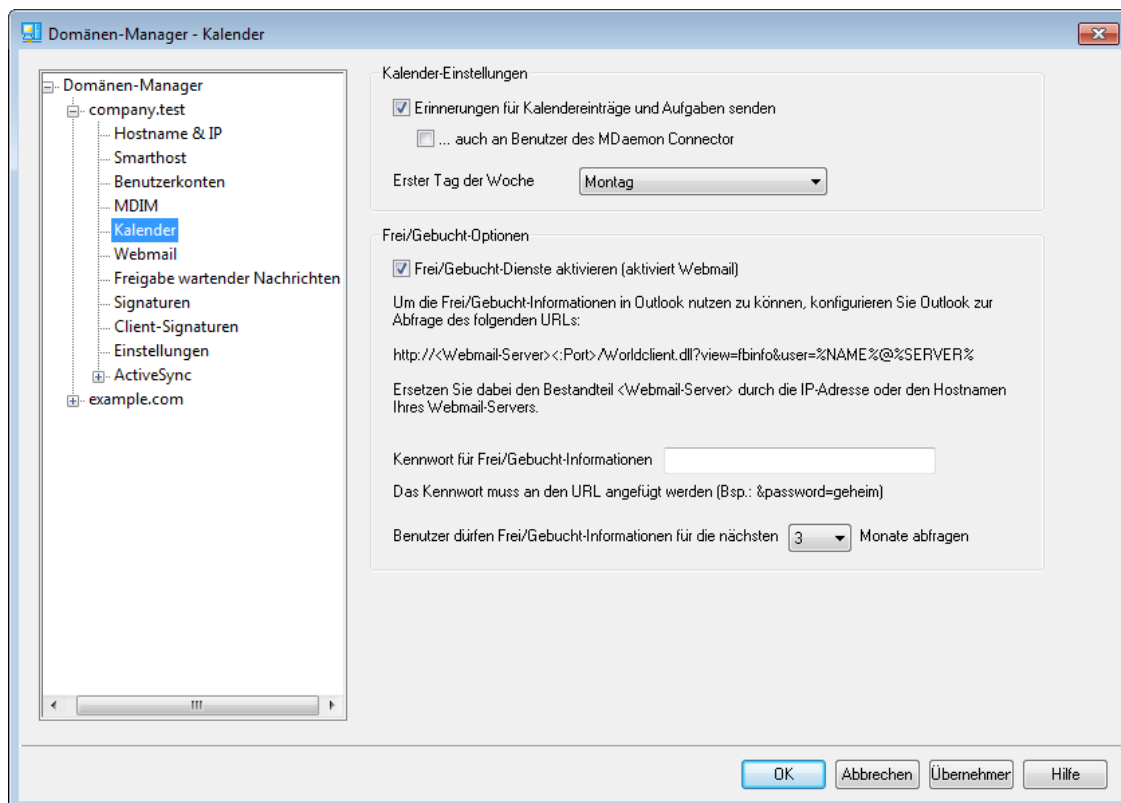 Domänen-Manager - Kalender
Domänen-Manager
company.test
Hostname & IP
Smarthost
Benutzerkonten
MDIM
Kalender
Webmail
Freigabe wartender Nachrichten
Signaturen
Client-Signaturen
Einstellungen
ActiveSync
example.com
Kalender-Einstellungen
Erinnerungen für Kalendereinträge und Aufgaben senden
... auch an Benutzer des MDaemon Connector
Erster Tag der Woche Montag
Frei/Gebucht-Optionen
Frei/Gebucht-Dienste aktivieren (aktiviert Webmail)
Um die Frei/Gebucht-Informationen in Outlook nutzen zu können, konfigurieren Sie Outlook zur
Abfrage des folgenden URLs:
http://<Webmail-Server><:Port>/Worldclient.dll?view=fbinfo&user=%NAME%@%SERVER%
Ersetzen Sie dabei den Bestandteil <Webmail-Server> durch die IP-Adresse oder den Hostnamen
Ihres Webmail-Servers.
Kennwort für Frei/Gebucht-Informationen
Das Kennwort muss an den URL angefügt werden (Bsp.: &password=geheim)
Benutzer dürfen Frei/Gebucht-Informationen für die nächsten 3 Monate abfragen
OK Abbrechen Übernehmer Hilfe